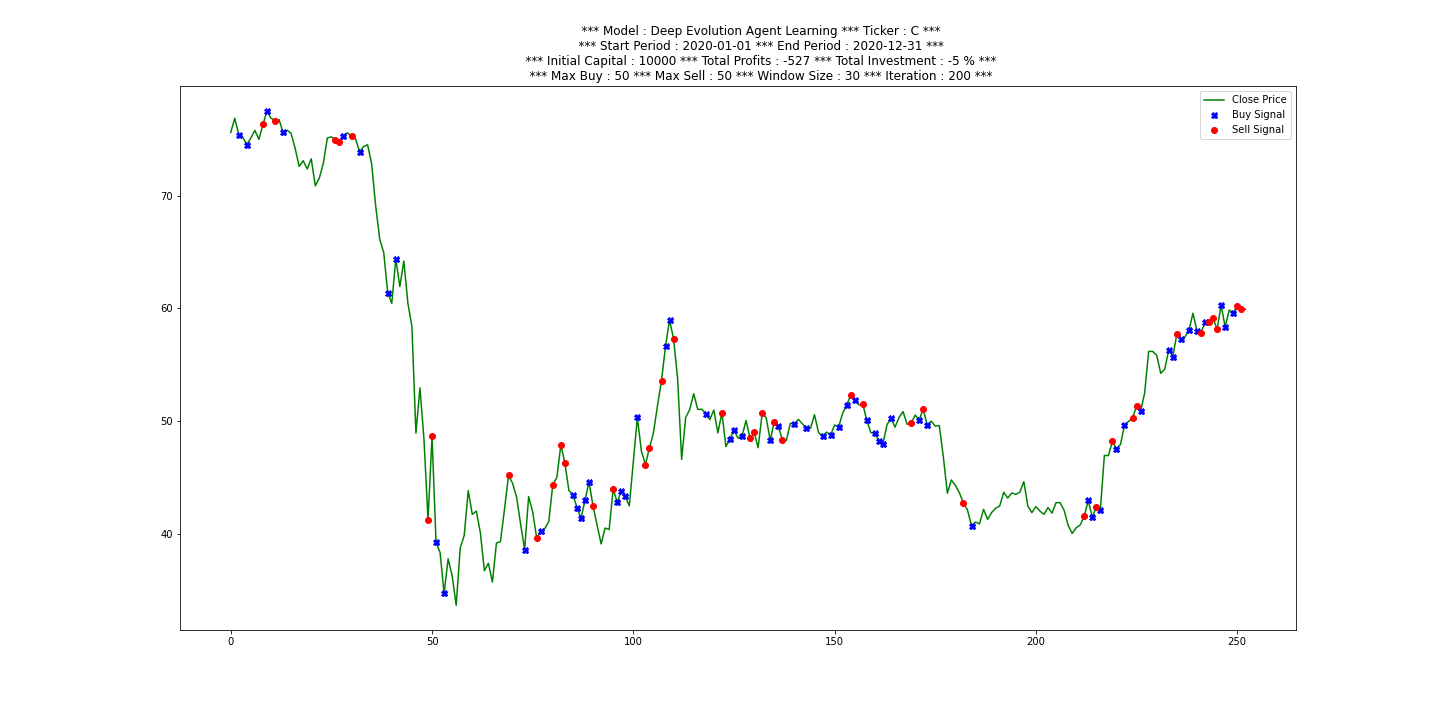 *** Model : Deep Evolution Agent Learning *** Ticker : C ***
*** Start Period : 2020-01-01 *** End Period : 2020-12-31 ***
*** Initial Capital : 10000 *** Total Profits : -527 *** Total Investment : -5 % ***
*** Max Buy : 50 *** Max Sell : 50 *** Window Size : 30 *** Iteration : 200 ***
Close Price
Buy Signal
Sell Signal
70
60
50
40
0 50 100 150 200 250